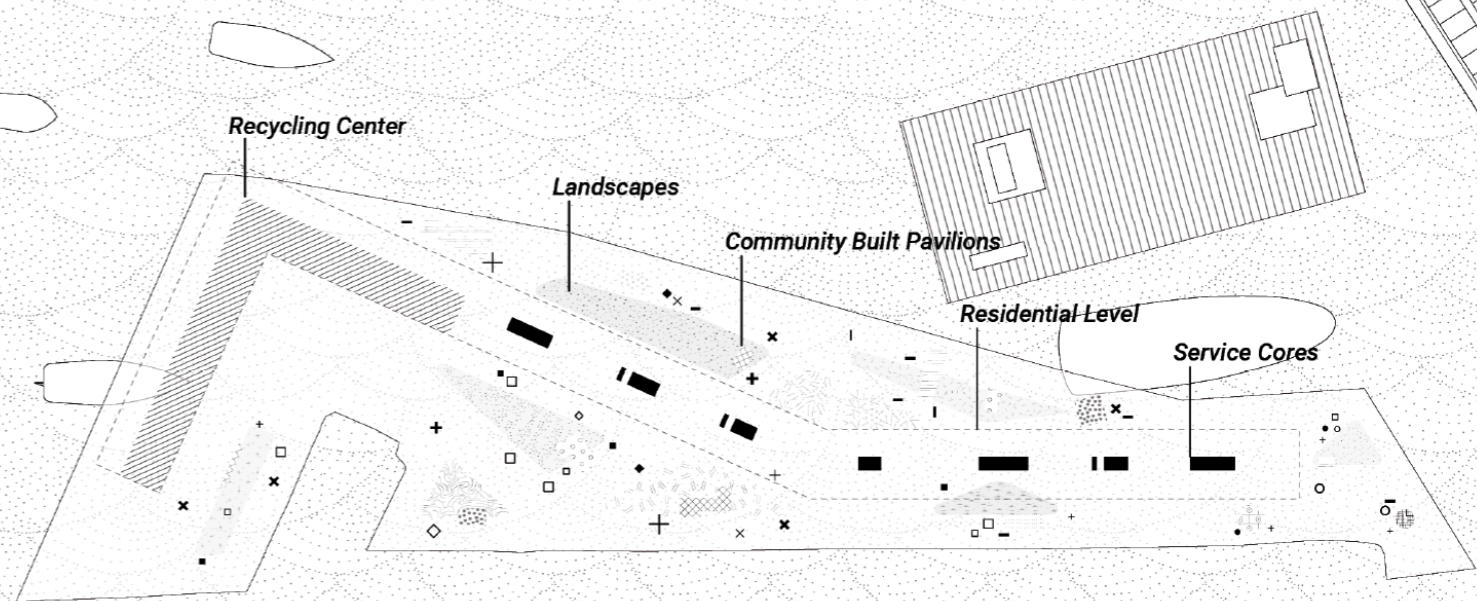 Recycling Center
Landscapes
Community Built Pavilions
Residential Level
Service Cores